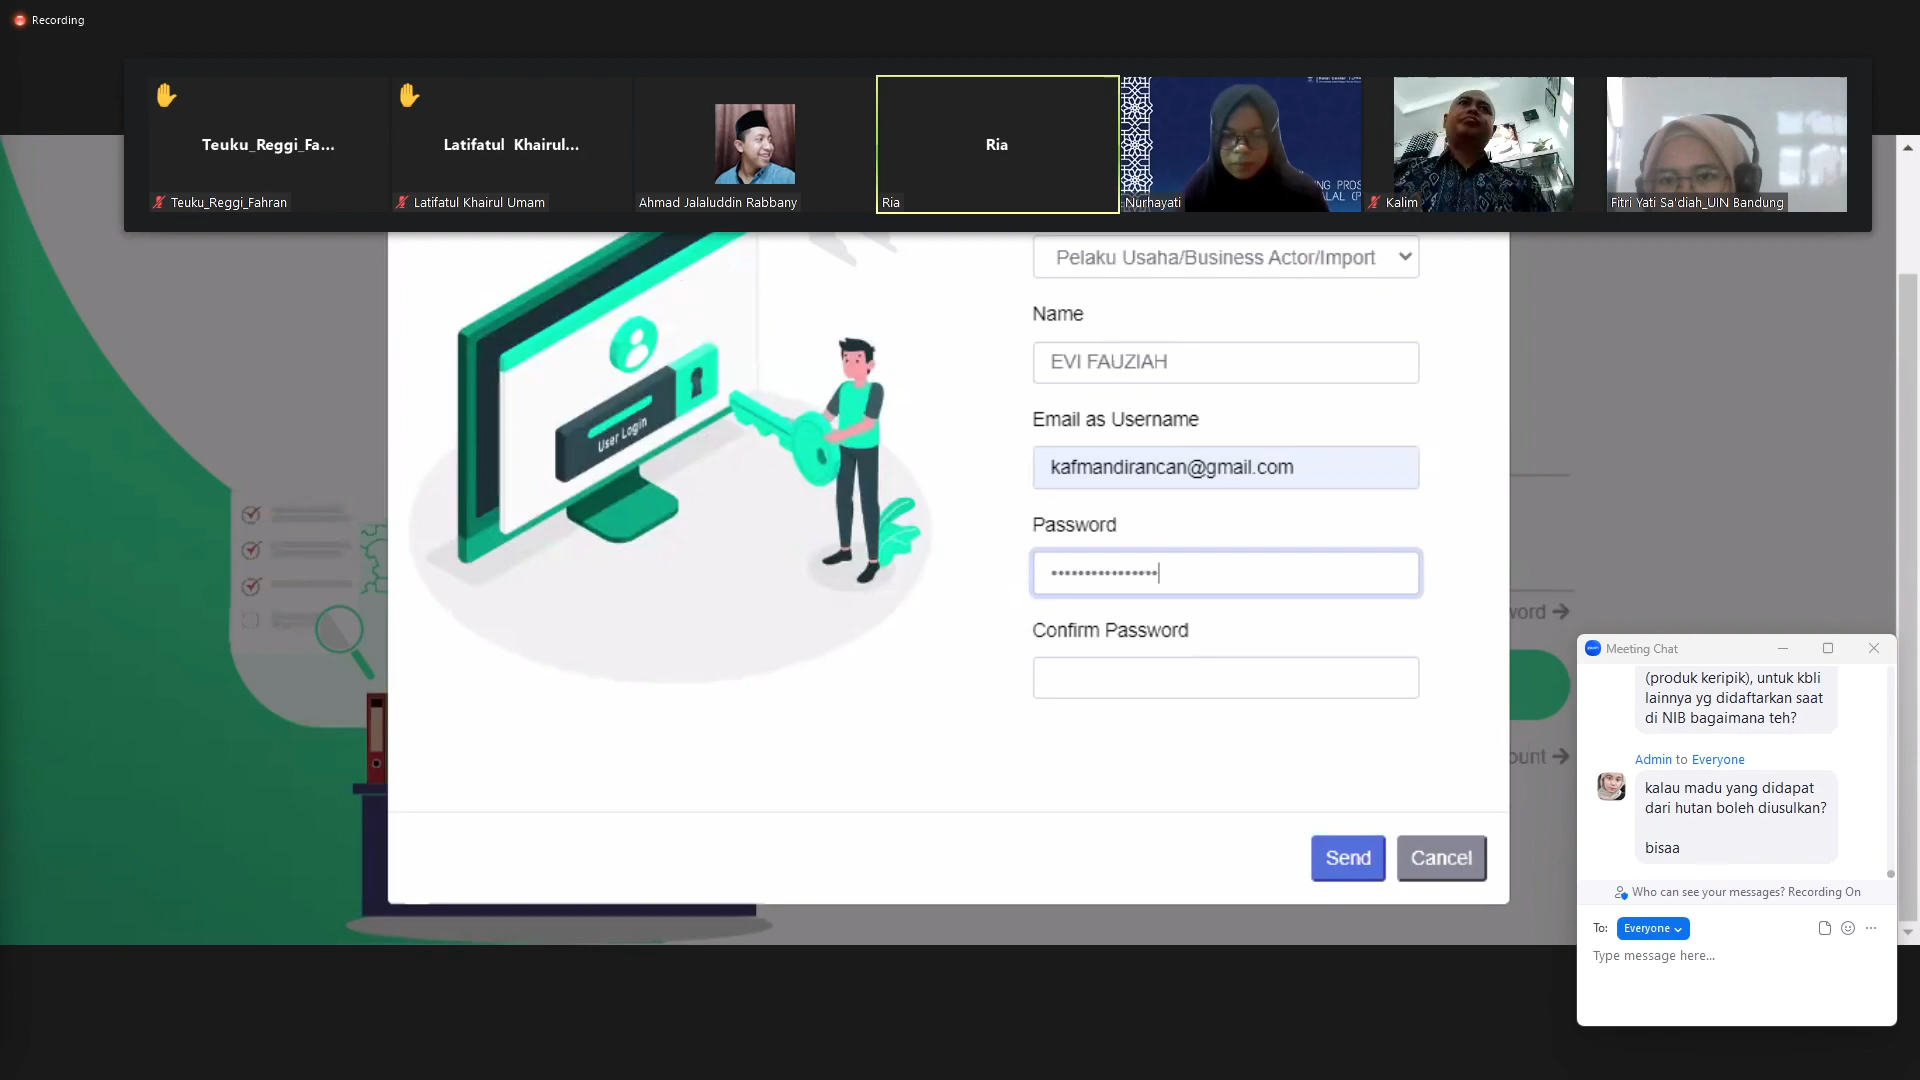 Recording
Teuku_Reggi_Fa...
Latifatul Khairul...
Ria
Teuku_Reggi_Fahran
Latifatul Khairul Umam
Ahmad Jalaluddin Rabbany
Ria
Nurhayati
Kalim
Fitri Yati Sa'diah_UIN Bandung
Pelaku Usaha/Business Actor/Import
Name
EVI FAUZIAH
Email as Username
kafmandirancan@gmail.com
User Login
Password
••••••••••••••••
Confirm Password
Send
Cancel
Meeting Chat
(produk keripik), untuk kbli
lainnya yg didaftarkan saat
di NIB bagaimana teh?
Admin to Everyone
kalau madu yang didapat
dari hutan boleh diusulkan?
bisaa
Who can see your messages? Recording On
To: Everyone
Type message here...